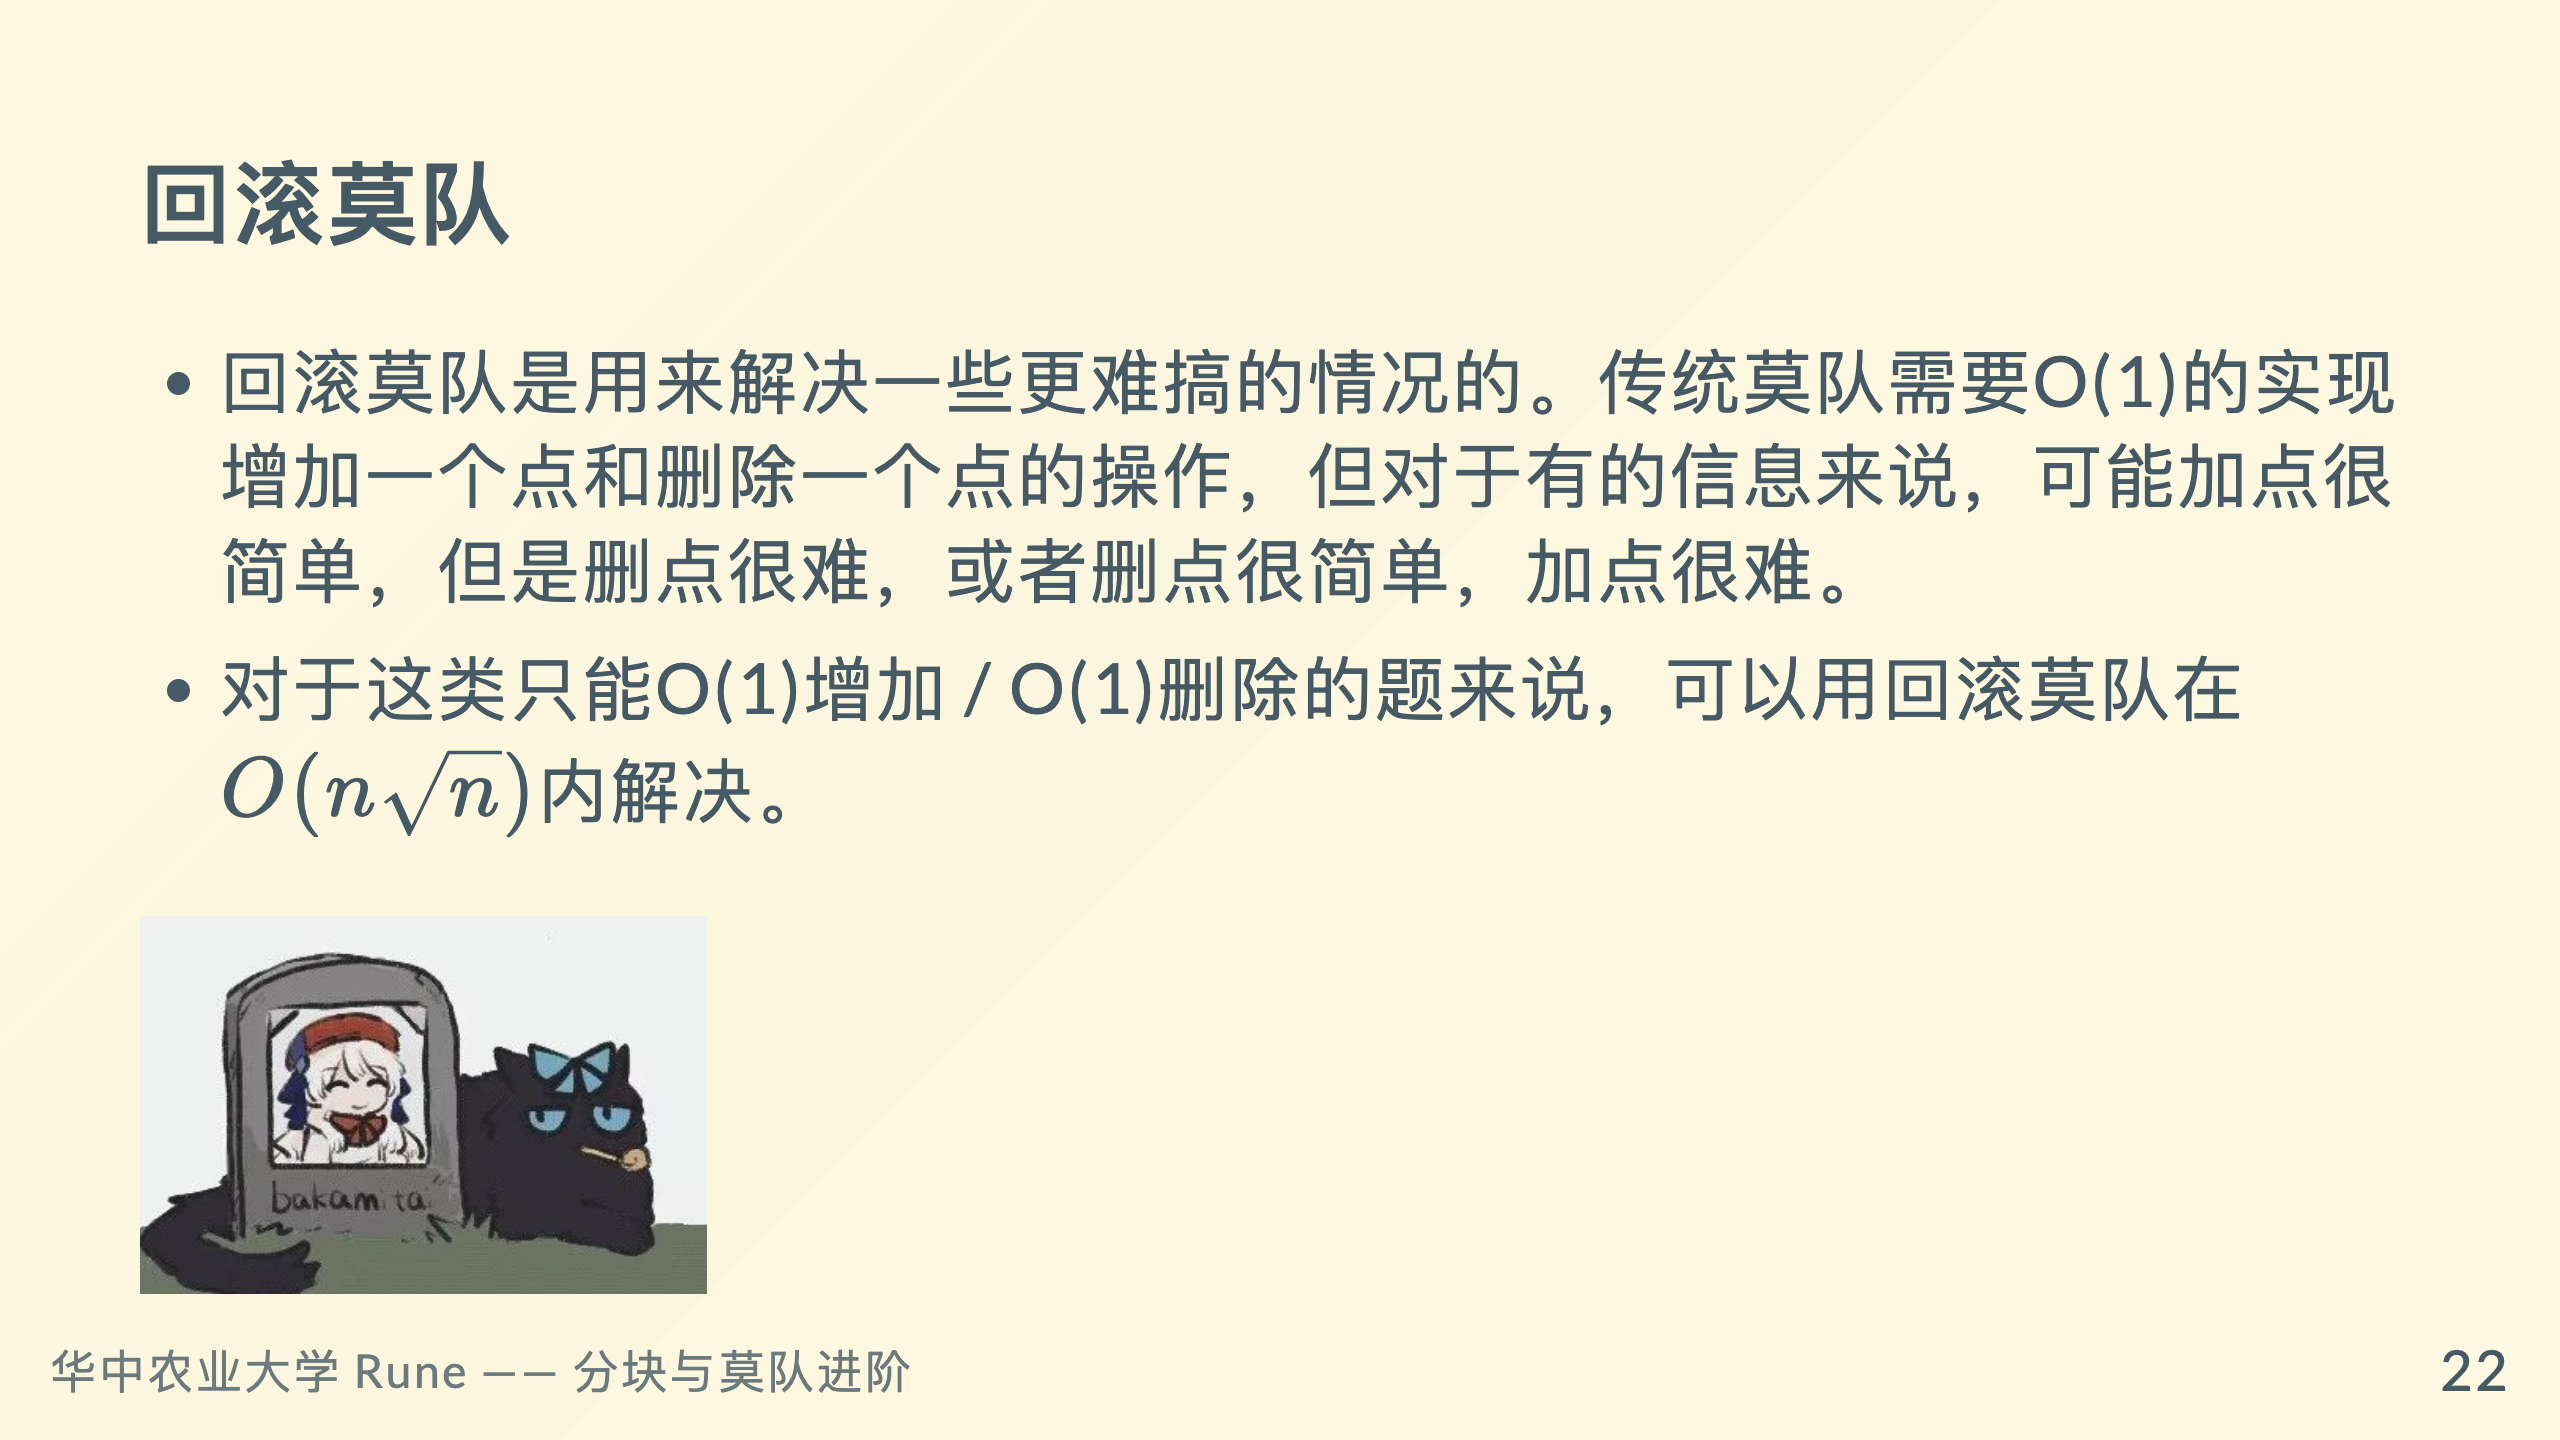 回滚莫队
• 回滚莫队是用来解决一些更难搞的情况的。传统莫队需要O(1)的实现
增加一个点和删除一个点的操作，但对于有的信息来说，可能加点很
简单，但是删点很难，或者删点很简单，加点很难。
• 对于这类只能O(1)增加 / O(1)删除的题来说，可以用回滚莫队在
O(n√n)内解决。
bakamitai
华中农业大学 Rune —— 分块与莫队进阶
22